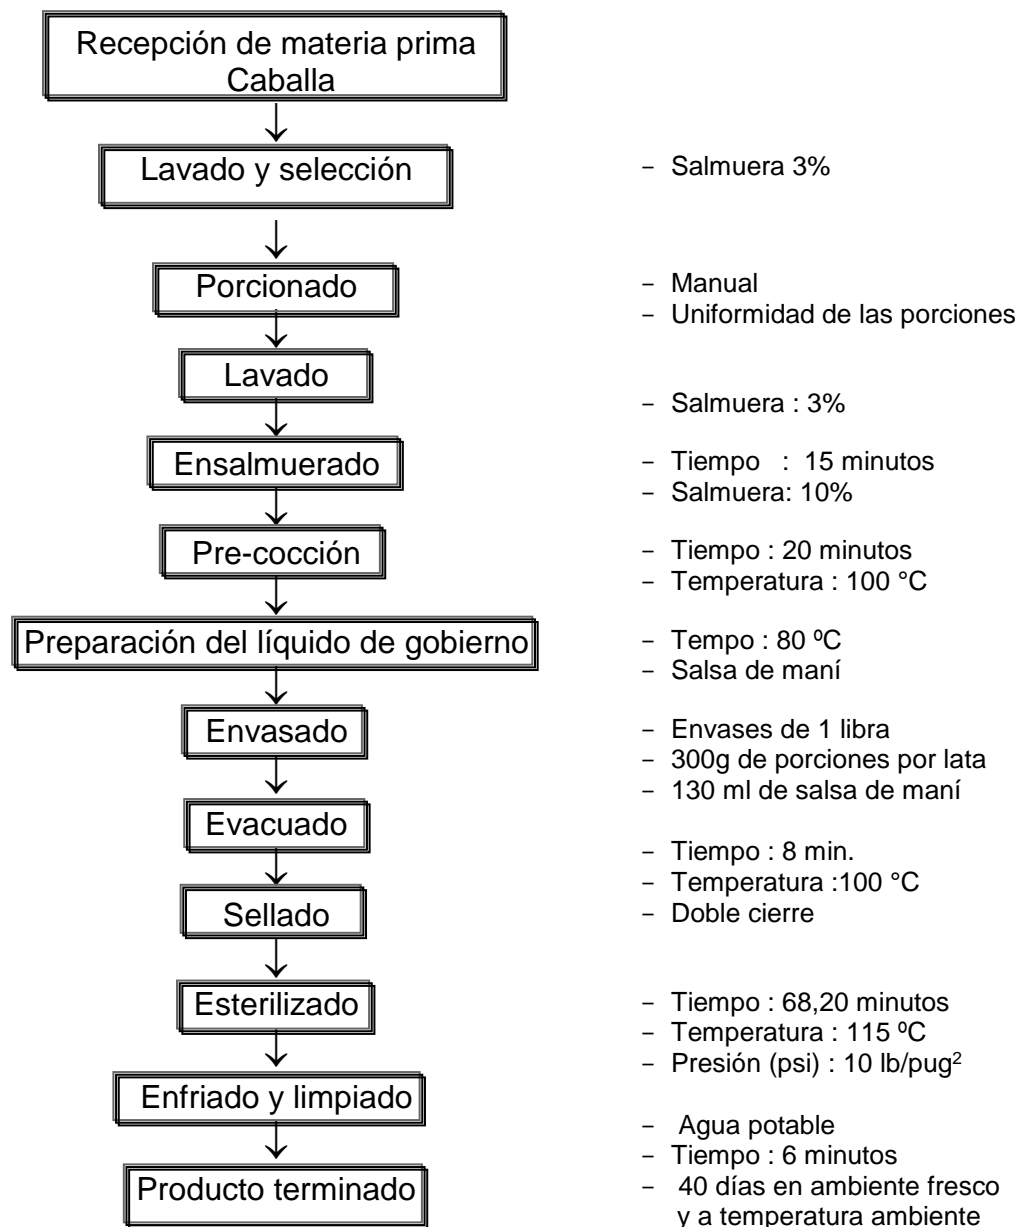 Recepción de materia prima
Caballa
Lavado y selección
– Salmuera 3%
Porcionado
– Manual
– Uniformidad de las porciones
Lavado
– Salmuera : 3%
Ensalmuerado
– Tiempo : 15 minutos
– Salmuera: 10%
Pre-cocción
– Tiempo : 20 minutos
– Temperatura : 100 °C
Preparación del líquido de gobierno
– Tempo : 80 ºC
– Salsa de maní
Envasado
– Envases de 1 libra
– 300g de porciones por lata
– 130 ml de salsa de maní
Evacuado
– Tiempo : 8 min.
– Temperatura :100 °C
Sellado
– Doble cierre
Esterilizado
– Tiempo : 68,20 minutos
– Temperatura : 115 ºC
– Presión (psi) : 10 lb/pug²
Enfriado y limpiado
– Agua potable
– Tiempo : 6 minutos
Producto terminado
– 40 días en ambiente fresco
y a temperatura ambiente